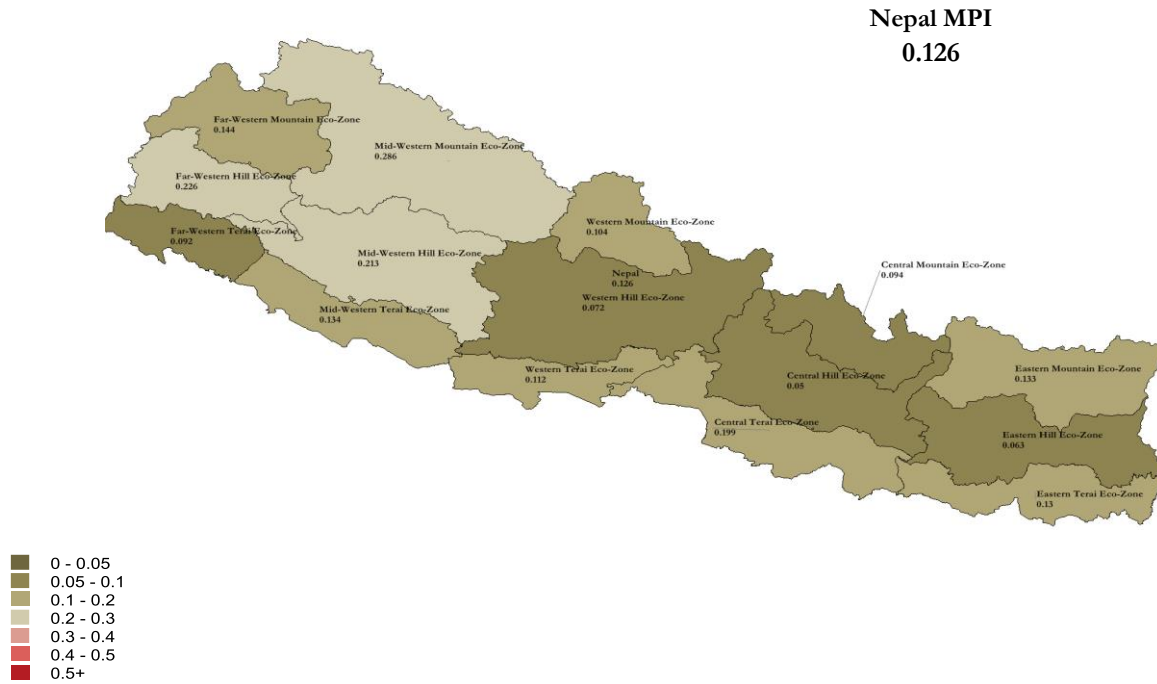 Nepal MPI
0.126
Far-Western Mountain Eco-Zone
0.144
Mid-Western Mountain Eco-Zone
0.286
Far-Western Hill Eco-Zone
0.226
Western Mountain Eco-Zone
0.104
Far-Western Terai Eco-Zone
0.092
Mid-Western Hill Eco-Zone
0.213
Central Mountain Eco-Zone
0.094
Nepal
0.126
Western Hill Eco-Zone
0.072
Mid-Western Terai Eco-Zone
0.134
Western Terai Eco-Zone
0.112
Central Hill Eco-Zone
0.05
Eastern Mountain Eco-Zone
0.133
Central Terai Eco-Zone
0.199
Eastern Hill Eco-Zone
0.063
Eastern Terai Eco-Zone
0.13
0 - 0.05
0.05 - 0.1
0.1 - 0.2
0.2 - 0.3
0.3 - 0.4
0.4 - 0.5
0.5+